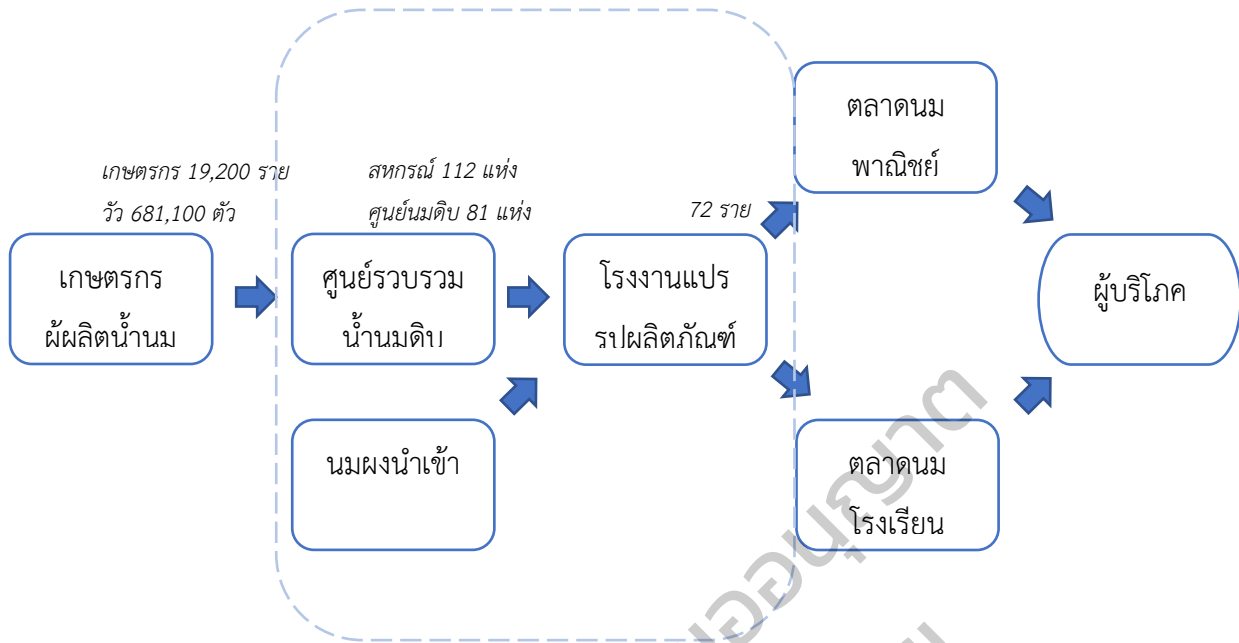 ตลาดนม
พาณิชย์
เกษตรกร 19,200 ราย
วัว 681,100 ตัว
สหกรณ์ 112 แห่ง
ศูนย์นมดิบ 81 แห่ง
72 ราย
เกษตรกร
ผู้ผลิตน้ำนม
ศูนย์รวบรวม
น้ำนมดิบ
โรงงานแปร
รูปผลิตภัณฑ์
ผู้บริโภค
นมผงนำเข้า
ตลาดนม
โรงเรียน